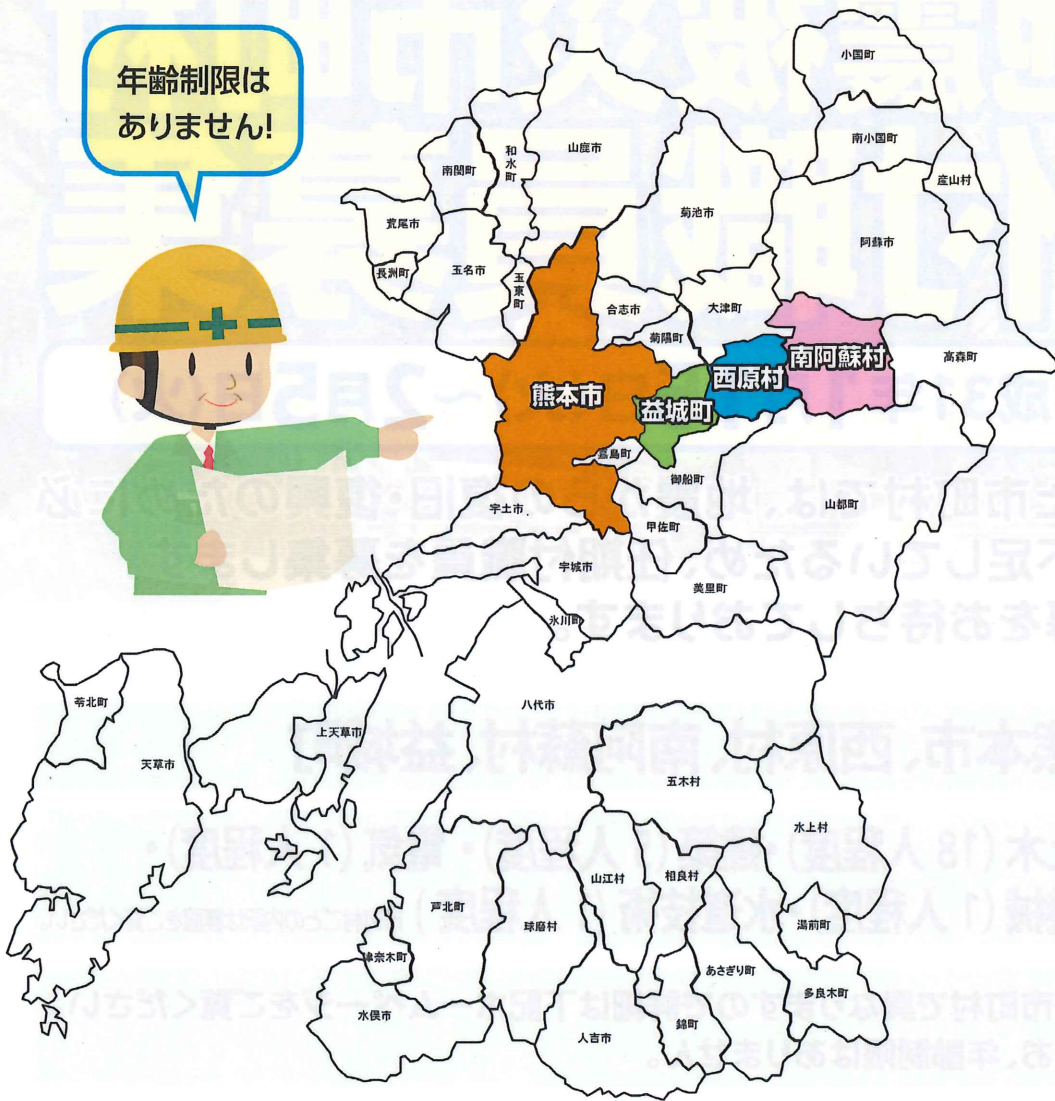 年齢制限は
ありません!
小国町
南小国町
産山村
阿蘇市
山鹿市
和水町
南関町
菊池市
荒尾市
長洲町
玉名市
玉東町
合志市
大津町
菊陽町
高森町
南阿蘇村
西原村
熊本市
益城町
嘉島町
御船町
山都町
宇土市
甲佐町
宇城市
美里町
氷川町
八代市
苓北町
天草市
上天草市
五木村
水上村
山江村
相良村
芦北町
球磨村
湯前町
津奈木町
あさぎり町
多良木町
水俣市
錦町
人吉市